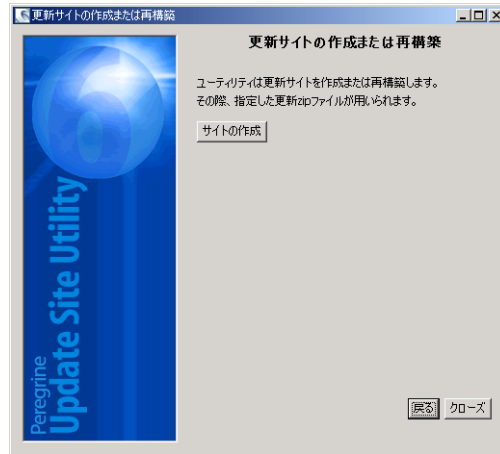 更新サイトの作成または再構築
更新サイトの作成または再構築
ユーティリティは更新サイトを作成または再構築します。
その際、指定した更新zipファイルが用いられます。
サイトの作成
Peregrine
Update Site Utility
戻る
クローズ